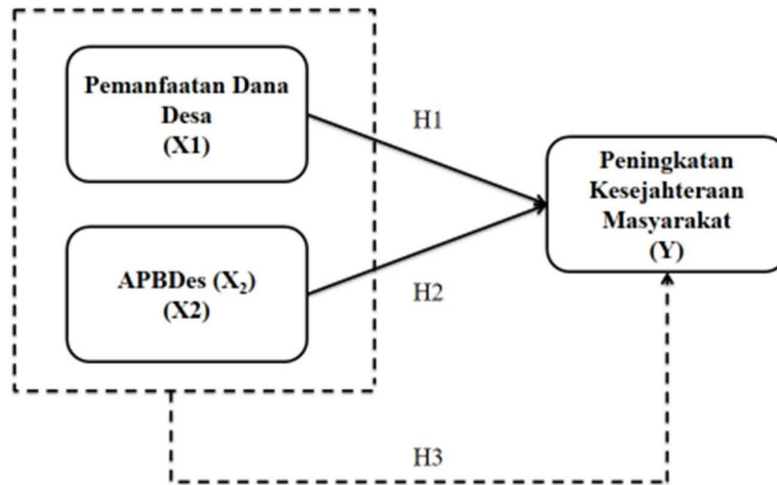 Pemanfaatan Dana
Desa
(X1)
H1
Peningkatan
Kesejahteraan
Masyarakat
(Y)
APBDes (X₂)
(X2)
H2
H3